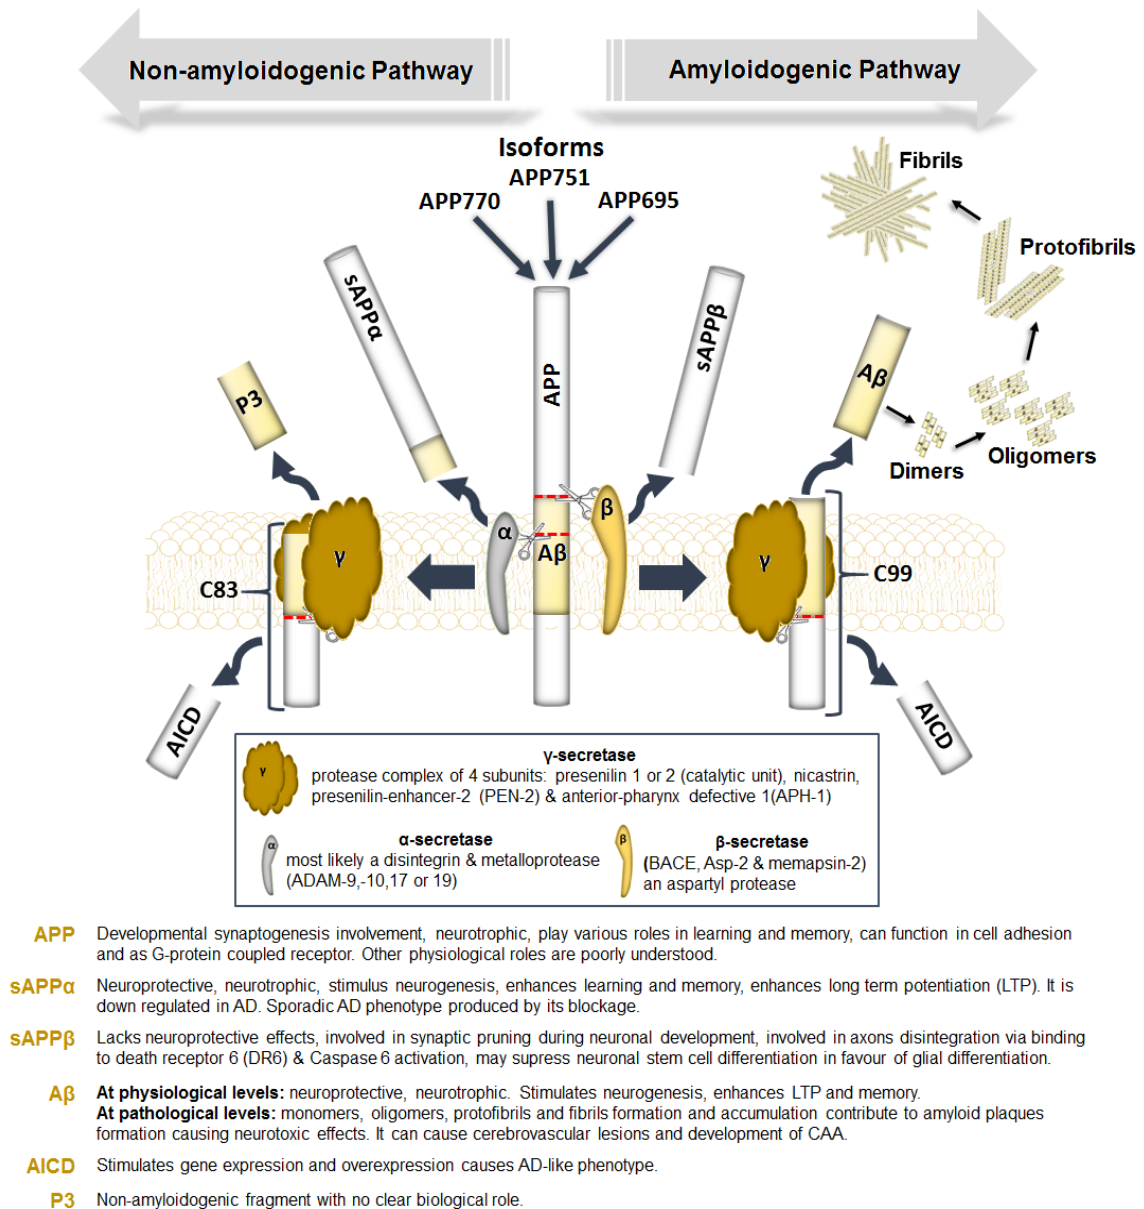 Non-amyloidogenic Pathway
Amyloidogenic Pathway
Isoforms
APP751
APP770
APP695
Fibrils
Protofibrils
Oligomers
Dimers
Aβ
sAPPα
APP
sAPPβ
P3
α
β
Aβ
γ
γ
C83
C99
AICD
AICD
γ-secretase
γ
protease complex of 4 subunits: presenilin 1 or 2 (catalytic unit), nicastrin,
presenilin-enhancer-2 (PEN-2) & anterior-pharynx defective 1(APH-1)
α
α-secretase
most likely a disintegrin & metalloprotease
(ADAM-9,-10,17 or 19)
β
β-secretase
(BACE, Asp-2 & memapsin-2)
an aspartyl protease
APP Developmental synaptogenesis involvement, neurotrophic, play various roles in learning and memory, can function in cell adhesion
and as G-protein coupled receptor. Other physiological roles are poorly understood.
sAPPα Neuroprotective, neurotrophic, stimulus neurogenesis, enhances learning and memory, enhances long term potentiation (LTP). It is
down regulated in AD. Sporadic AD phenotype produced by its blockage.
sAPPβ Lacks neuroprotective effects, involved in synaptic pruning during neuronal development, involved in axons disintegration via binding
to death receptor 6 (DR6) & Caspase 6 activation, may supress neuronal stem cell differentiation in favour of glial differentiation.
Aβ At physiological levels: neuroprotective, neurotrophic. Stimulates neurogenesis, enhances LTP and memory.
At pathological levels: monomers, oligomers, protofibrils and fibrils formation and accumulation contribute to amyloid plaques
formation causing neurotoxic effects. It can cause cerebrovascular lesions and development of CAA.
AICD Stimulates gene expression and overexpression causes AD-like phenotype.
P3 Non-amyloidogenic fragment with no clear biological role.